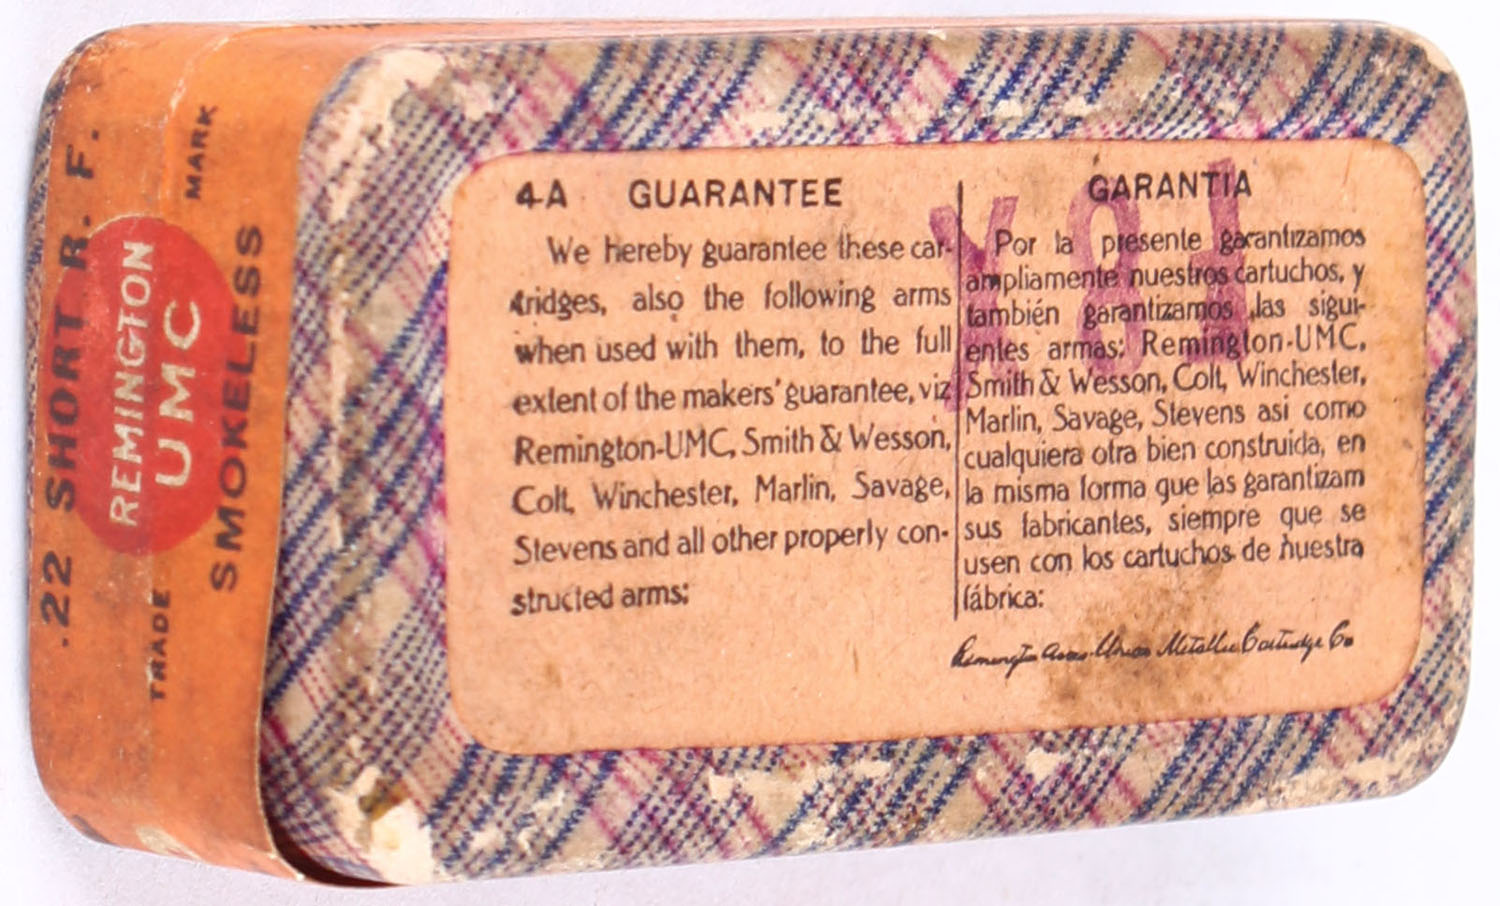 .22 SHORT R. F.
REMINGTON
UMC
TRADE MARK
SMOKELESS
4-A GUARANTEE
We hereby guarantee these car-
tridges, also the following arms
when used with them, to the full
extent of the makers' guarantee, viz
Remington-UMC, Smith & Wesson,
Colt, Winchester, Marlin, Savage,
Stevens and all other properly con-
structed arms:
GARANTIA
Por la presente garantizamos
ampliamente nuestros cartuchos, y
también garantizamos las sigui-
entes armas: Remington-UMC,
Smith & Wesson, Colt, Winchester,
Marlin, Savage, Stevens asi como
cualquiera otra bien construida, en
la misma forma que las garantizam
sus fabricantes, siempre que se
usen con los cartuchos de nuestra
fábrica:
Remington Arms-Union Metallic Cartridge Co